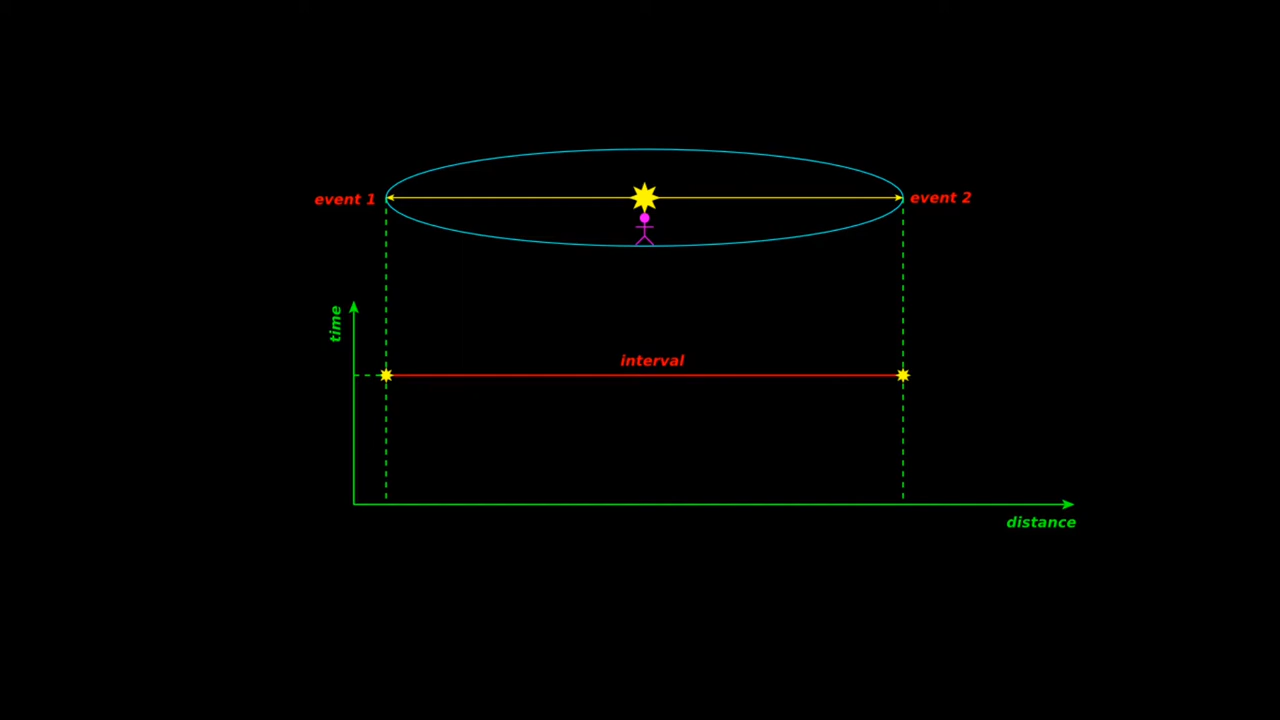 event 1
event 2
time
interval
distance